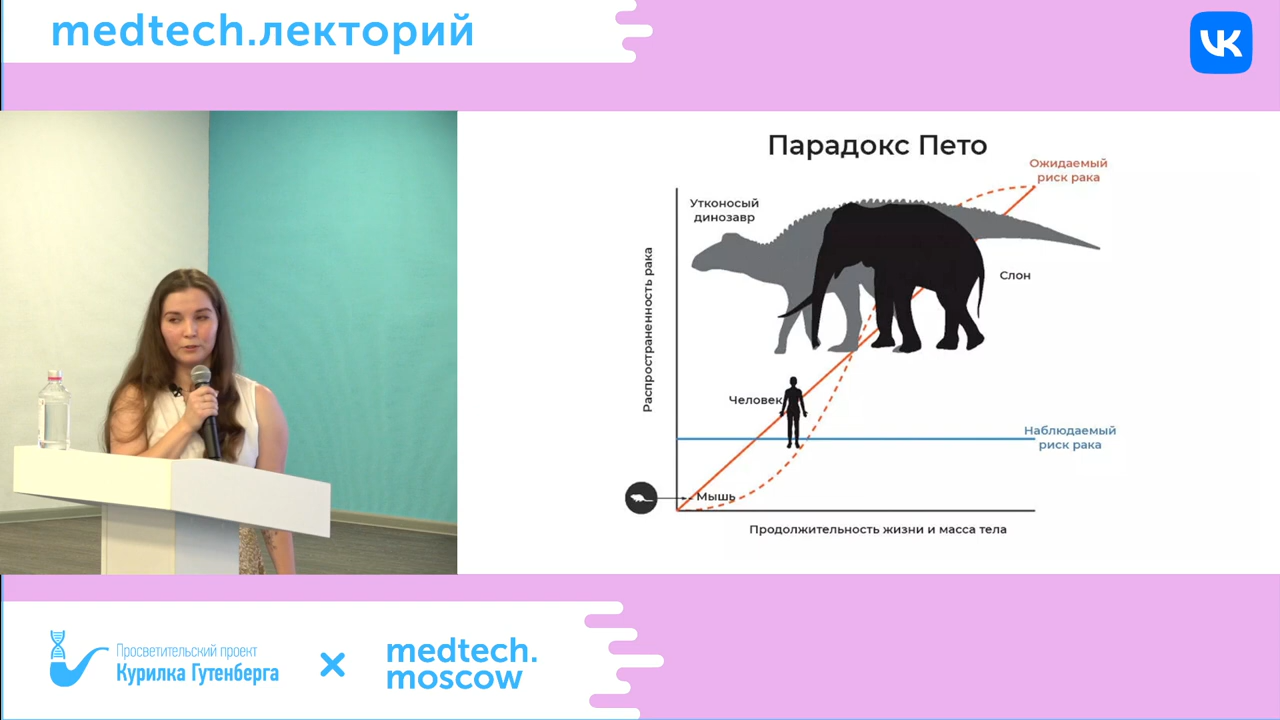 medtech.лекторий
VK
Парадокс Пето
Ожидаемый
риск рака
Утконосый
динозавр
Слон
Распространенность рака
Человек
Наблюдаемый
риск рака
Мышь
Продолжительность жизни и масса тела
Просветительский проект
Курилка Гутенберга
×
medtech.
moscow